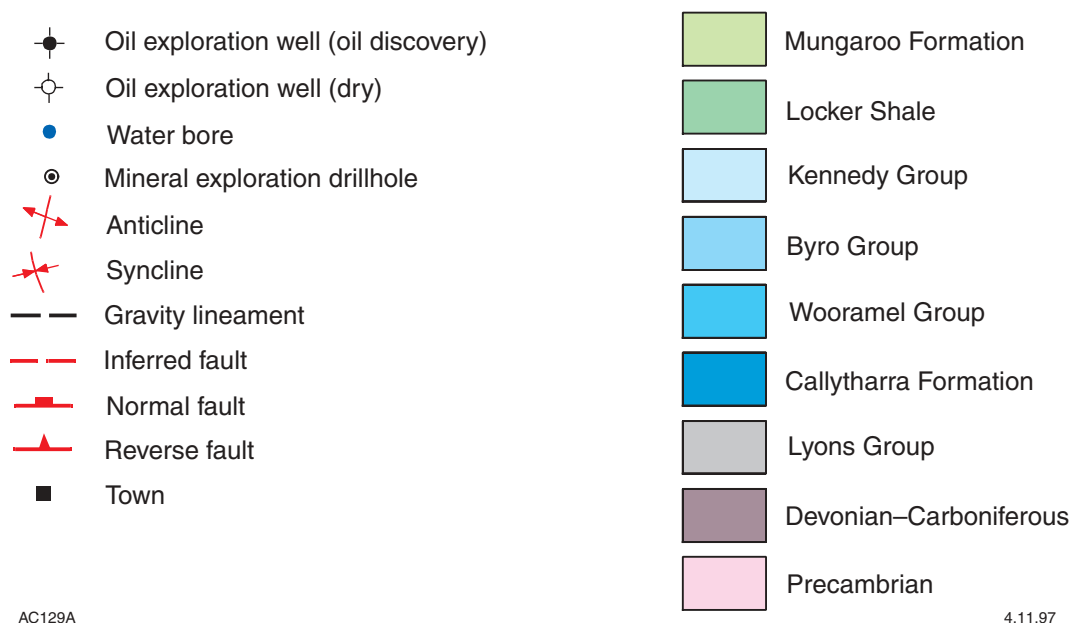 Oil exploration well (oil discovery)
Oil exploration well (dry)
Water bore
Mineral exploration drillhole
Anticline
Syncline
Gravity lineament
Inferred fault
Normal fault
Reverse fault
Town
Mungaroo Formation
Locker Shale
Kennedy Group
Byro Group
Wooramel Group
Callytharra Formation
Lyons Group
Devonian–Carboniferous
Precambrian
AC129A
4.11.97